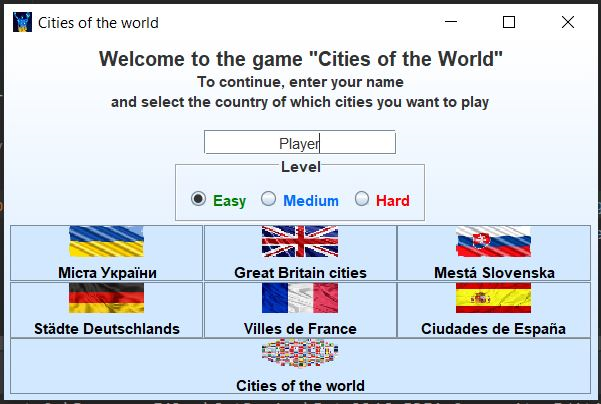 Cities of the world
Welcome to the game "Cities of the World"
To continue, enter your name
and select the country of which cities you want to play
Player
Level
Easy Medium Hard
Міста України Great Britain cities Mestá Slovenska
Städte Deutschlands Villes de France Ciudades de España
Cities of the world